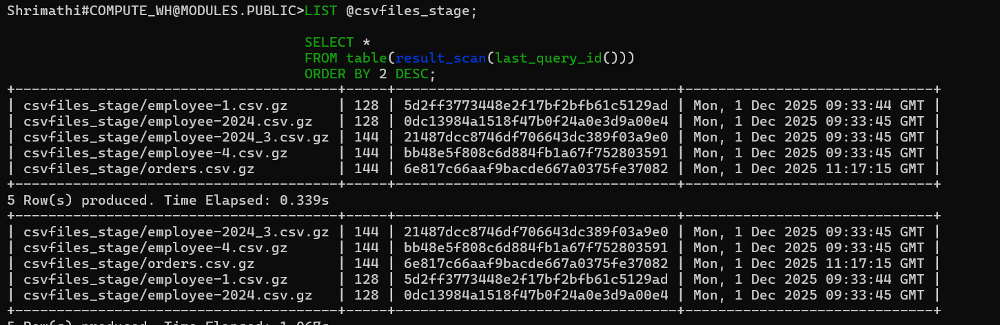 Shrimathi#COMPUTE_WH@MODULES.PUBLIC>LIST @csvfiles_stage;
SELECT *
FROM table(result_scan(last_query_id()))
ORDER BY 2 DESC;
+----------------------------------------+-----+----------------------------------+-------------------------------+
| csvfiles_stage/employee-1.csv.gz      | 128 | 5d2ff3773448e2f17bf2bfb61c5129ad | Mon, 1 Dec 2025 09:33:44 GMT |
| csvfiles_stage/employee-2024.csv.gz   | 128 | 0dc13984a1518f47b0f24a0e3d9a00e4 | Mon, 1 Dec 2025 09:33:45 GMT |
| csvfiles_stage/employee-2024_3.csv.gz | 144 | 21487dcc8746df706643dc389f03a9e0 | Mon, 1 Dec 2025 09:33:45 GMT |
| csvfiles_stage/employee-4.csv.gz      | 144 | bb48e5f808c6d884fb1a67f752803591 | Mon, 1 Dec 2025 09:33:45 GMT |
| csvfiles_stage/orders.csv.gz          | 144 | 6e817c66aaf9bacde667a0375fe37082 | Mon, 1 Dec 2025 11:17:15 GMT |
+----------------------------------------+-----+----------------------------------+-------------------------------+
5 Row(s) produced. Time Elapsed: 0.339s
+----------------------------------------+-----+----------------------------------+-------------------------------+
| csvfiles_stage/employee-2024_3.csv.gz | 144 | 21487dcc8746df706643dc389f03a9e0 | Mon, 1 Dec 2025 09:33:45 GMT |
| csvfiles_stage/employee-4.csv.gz      | 144 | bb48e5f808c6d884fb1a67f752803591 | Mon, 1 Dec 2025 09:33:45 GMT |
| csvfiles_stage/orders.csv.gz          | 144 | 6e817c66aaf9bacde667a0375fe37082 | Mon, 1 Dec 2025 11:17:15 GMT |
| csvfiles_stage/employee-1.csv.gz      | 128 | 5d2ff3773448e2f17bf2bfb61c5129ad | Mon, 1 Dec 2025 09:33:44 GMT |
| csvfiles_stage/employee-2024.csv.gz   | 128 | 0dc13984a1518f47b0f24a0e3d9a00e4 | Mon, 1 Dec 2025 09:33:45 GMT |
+----------------------------------------+-----+----------------------------------+-------------------------------+
5 Row(s) produced. Time Elapsed: